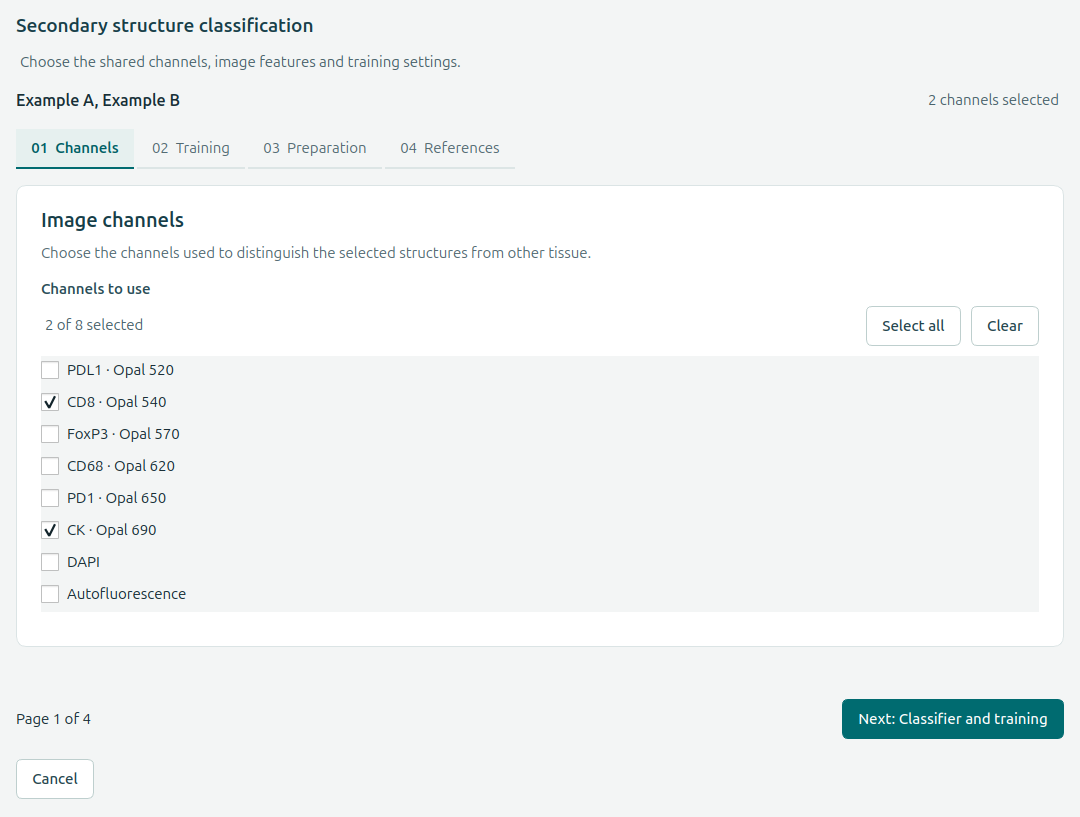 Secondary structure classification
Choose the shared channels, image features and training settings.
Example A, Example B
2 channels selected
01 Channels
02 Training
03 Preparation
04 References
Image channels
Choose the channels used to distinguish the selected structures from other tissue.
Channels to use
2 of 8 selected
Select all
Clear
PDL1 · Opal 520
CD8 · Opal 540
FoxP3 · Opal 570
CD68 · Opal 620
PD1 · Opal 650
CK · Opal 690
DAPI
Autofluorescence
Page 1 of 4
Next: Classifier and training
Cancel